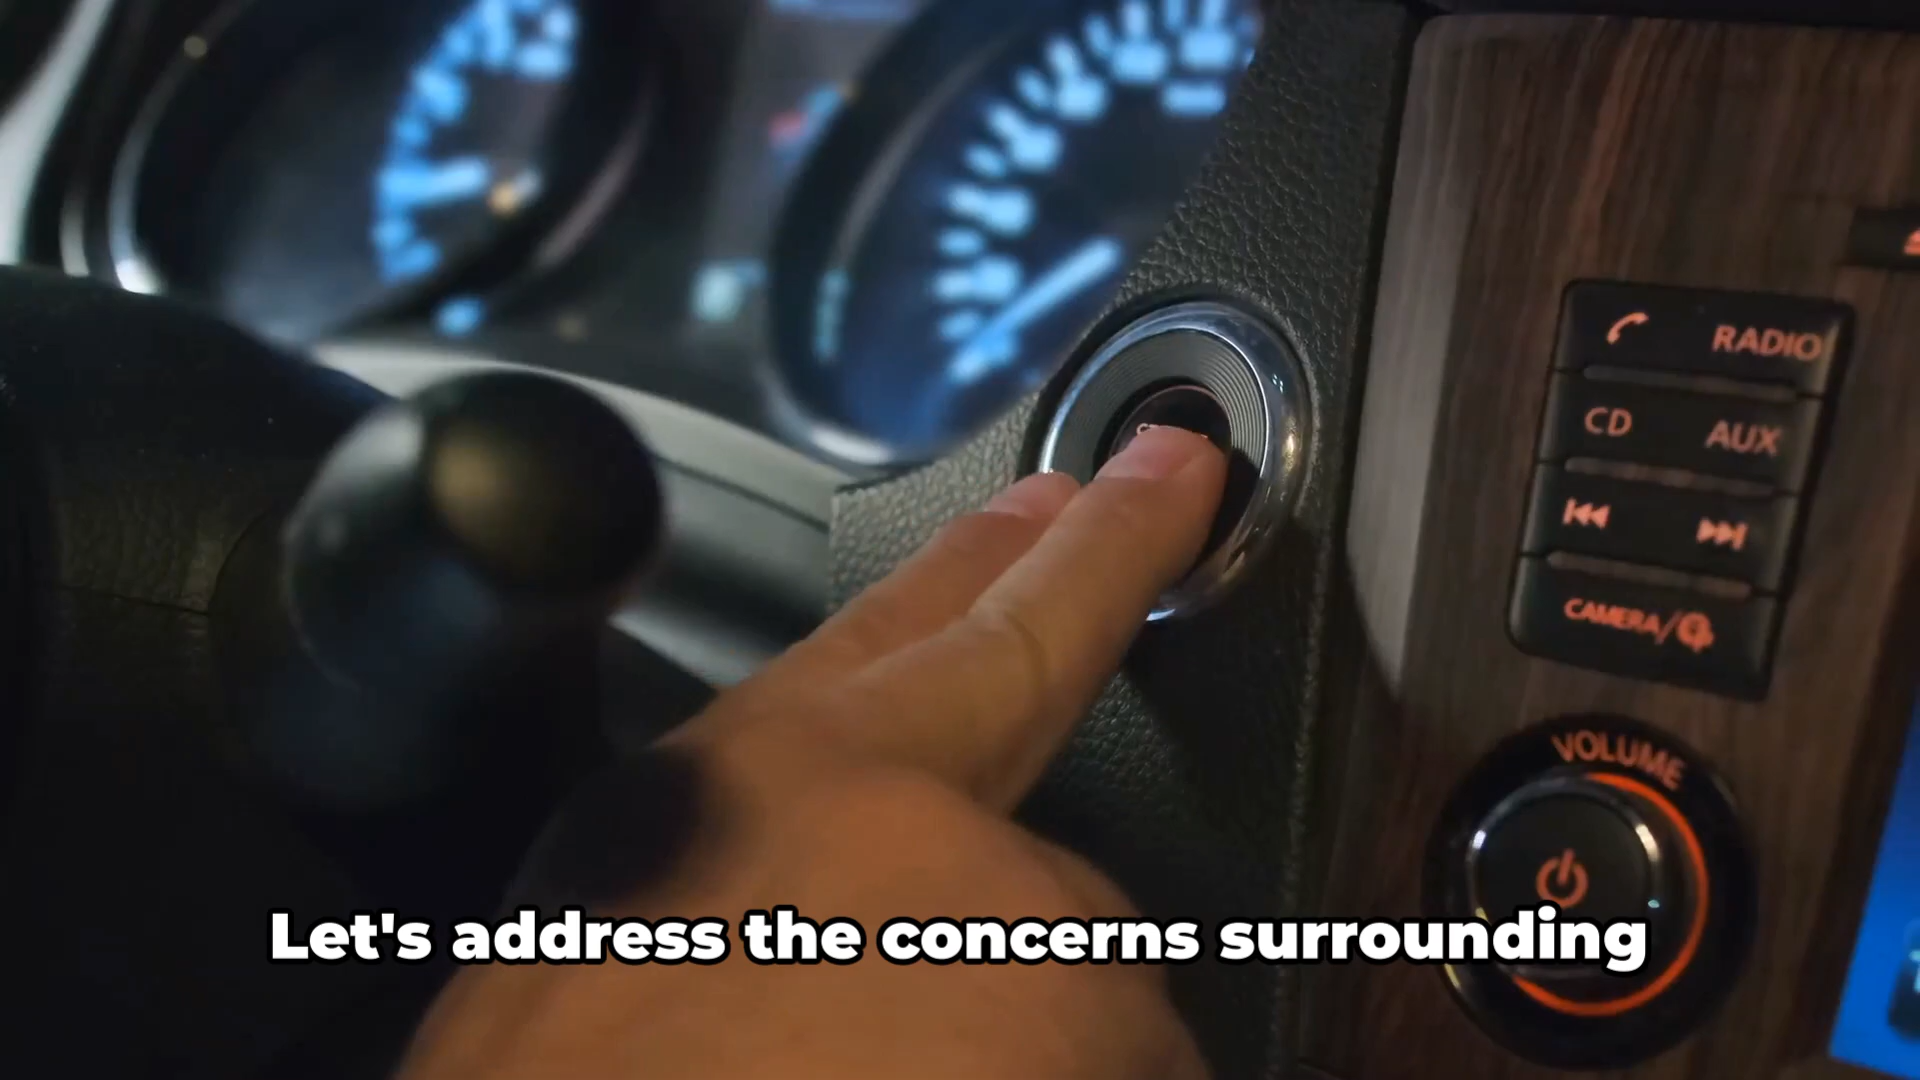 RADIO
CD AUX
CAMERA/
VOLUME
Let's address the concerns surrounding